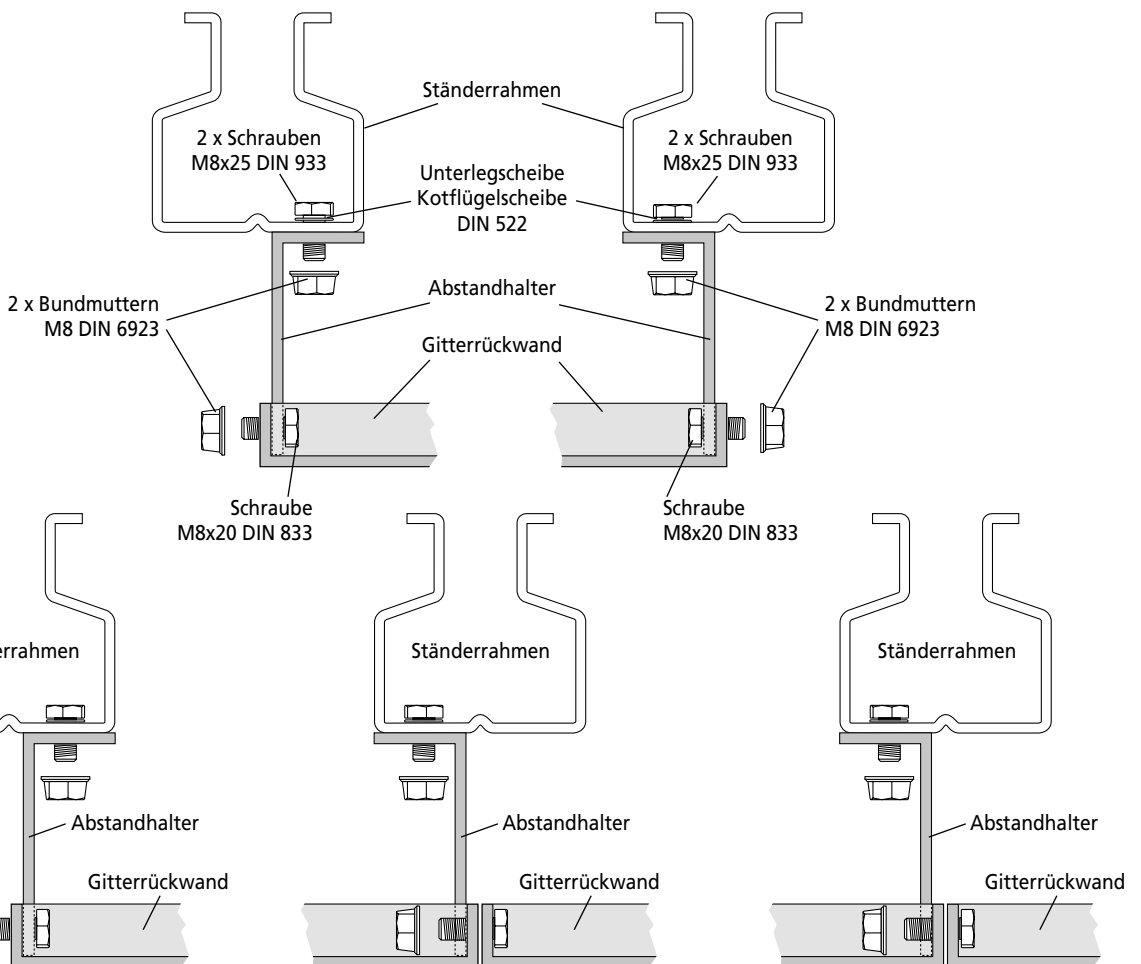 Ständerrahmen
2 x Schrauben
M8x25 DIN 933
2 x Schrauben
M8x25 DIN 933
Unterlegscheibe
Kotflügelscheibe
DIN 522
2 x Bundmuttern
M8 DIN 6923
Abstandhalter
2 x Bundmuttern
M8 DIN 6923
Gitterrückwand
Schraube
M8x20 DIN 833
Schraube
M8x20 DIN 833
errahmen
Ständerrahmen
Ständerrahmen
Abstandhalter
Abstandhalter
Abstandhalter
Gitterrückwand
Gitterrückwand
Gitterrückwand